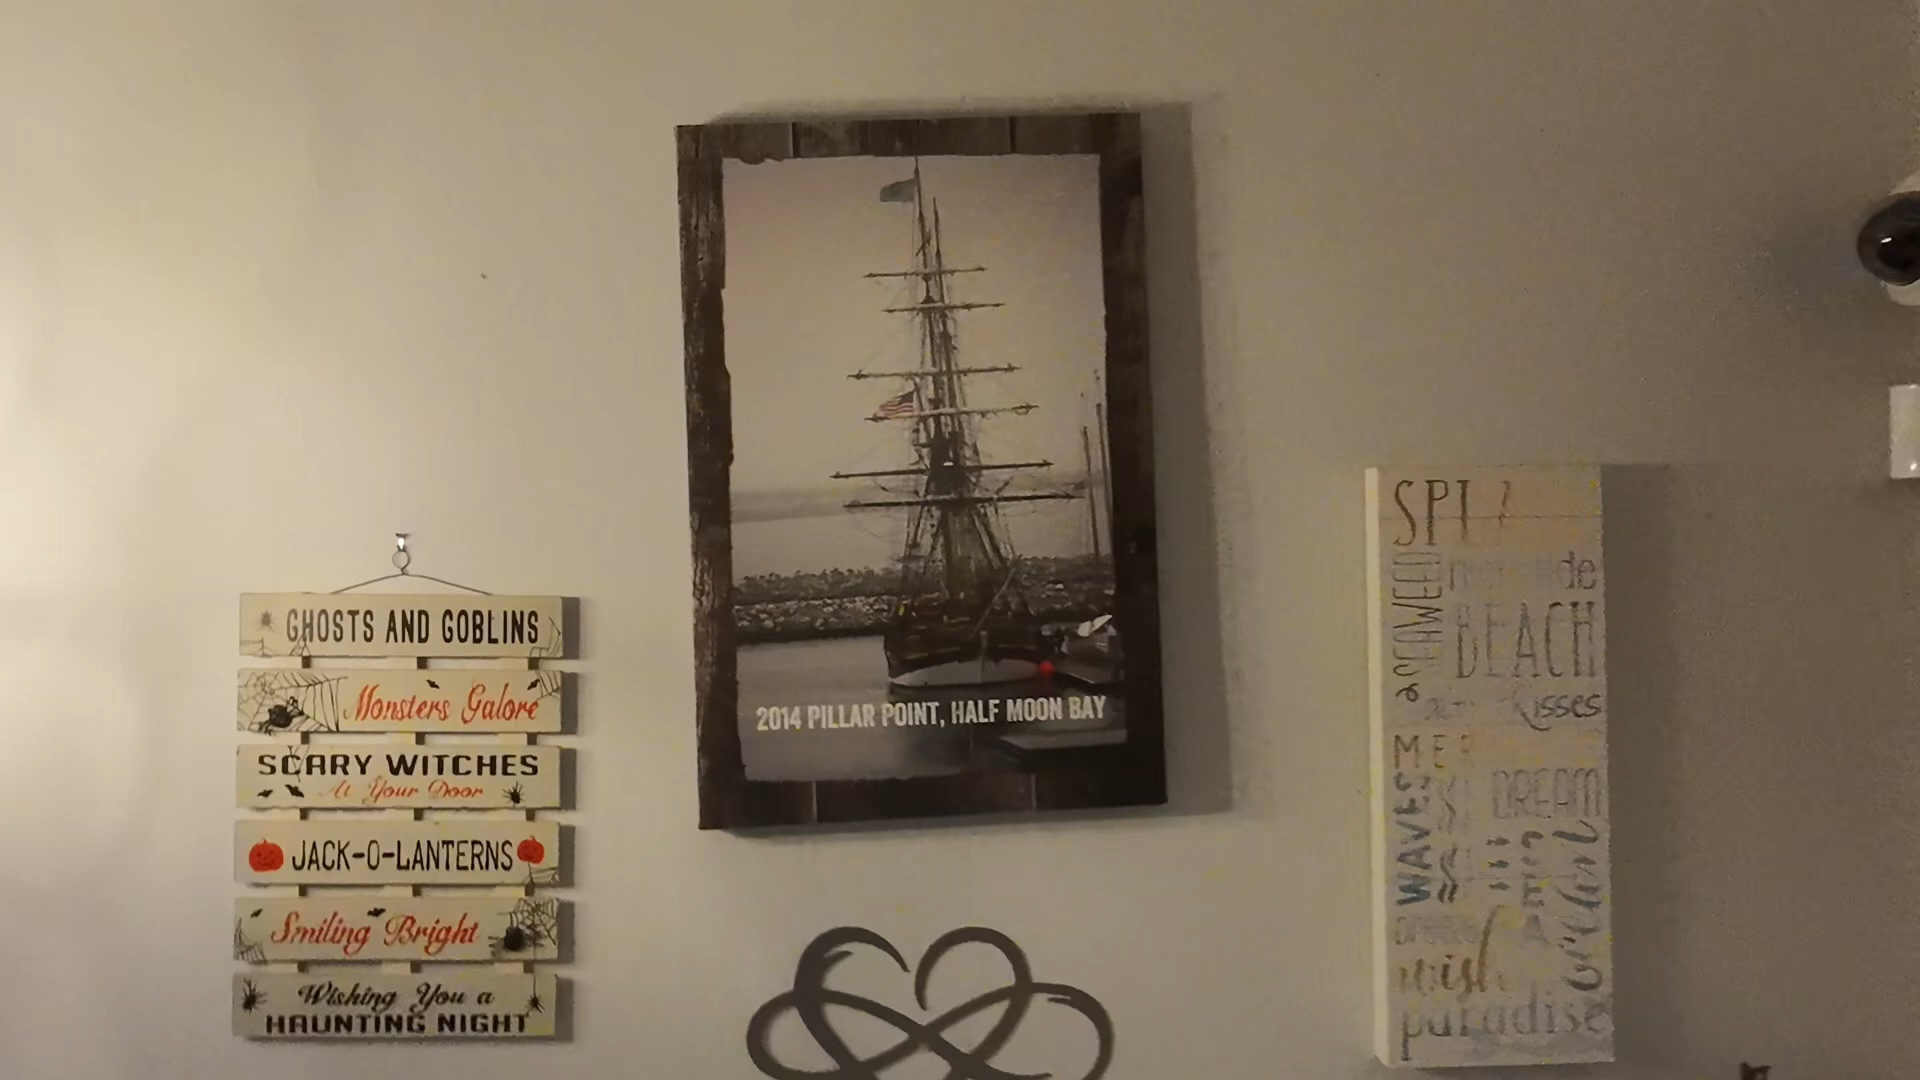 GHOSTS AND GOBLINS
Monsters Galore
SCARY WITCHES
At Your Door
JACK-O-LANTERNS
Smiling Bright
Wishing You a
HAUNTING NIGHT
2014 PILLAR POINT, HALF MOON BAY
SEAWEED
BEACH
kisses
WAVES
DREAM
ocean
wish
paradise